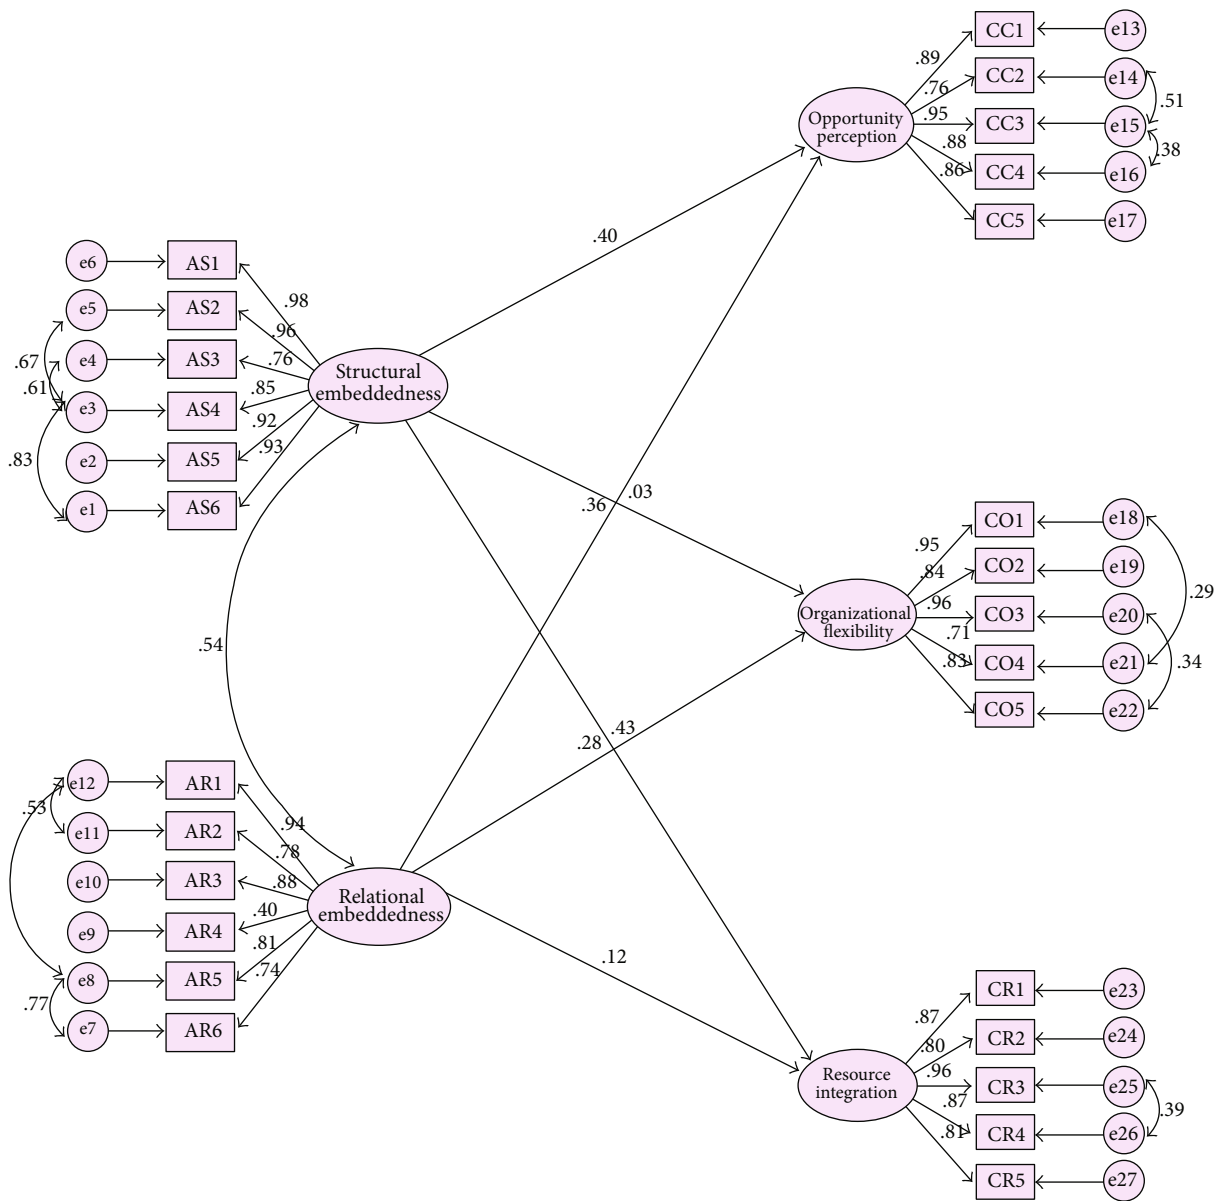 CC1
e13
.89
CC2
e14
.76
.51
Opportunity
perception
.95
CC3
e15
.88
.38
CC4
e16
.86
CC5
e17
.40
e6
AS1
e5
AS2
.98
.96
.67
e4
AS3
.76
Structural
embeddedness
.61
.85
e3
AS4
.92
.93
.83
e2
AS5
e1
AS6
.36
.03
CO1
e18
.95
CO2
e19
.84
.29
.96
Organizational
flexibility
CO3
e20
.71
.54
.83
CO4
e21
.34
CO5
e22
.28
.43
e12
AR1
.53
e11
AR2
.94
.78
e10
AR3
.88
Relational
embeddedness
.40
e9
AR4
.81
.12
.74
e8
AR5
.77
e7
AR6
CR1
e23
.87
CR2
e24
.80
Resource
integration
.96
CR3
e25
.87
.39
.81
CR4
e26
CR5
e27